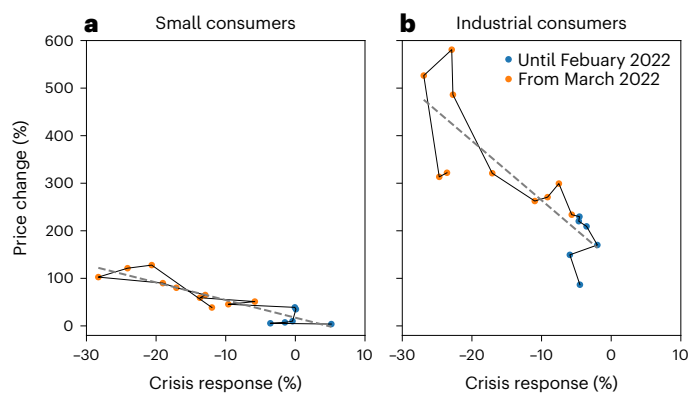 a Small consumers
b Industrial consumers
Until Febuary 2022
From March 2022
Price change (%)
600
500
400
300
200
100
0
−30 −20 −10 0 10
−30 −20 −10 0 10
Crisis response (%)
Crisis response (%)